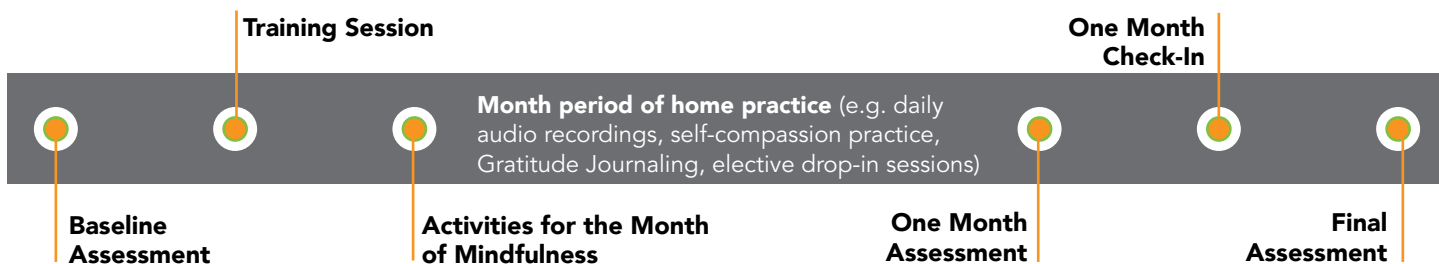 Training Session
One Month
Check-In
Month period of home practice (e.g. daily
audio recordings, self-compassion practice,
Gratitude Journaling, elective drop-in sessions)
Baseline
Assessment
Activities for the Month
of Mindfulness
One Month
Assessment
Final
Assessment